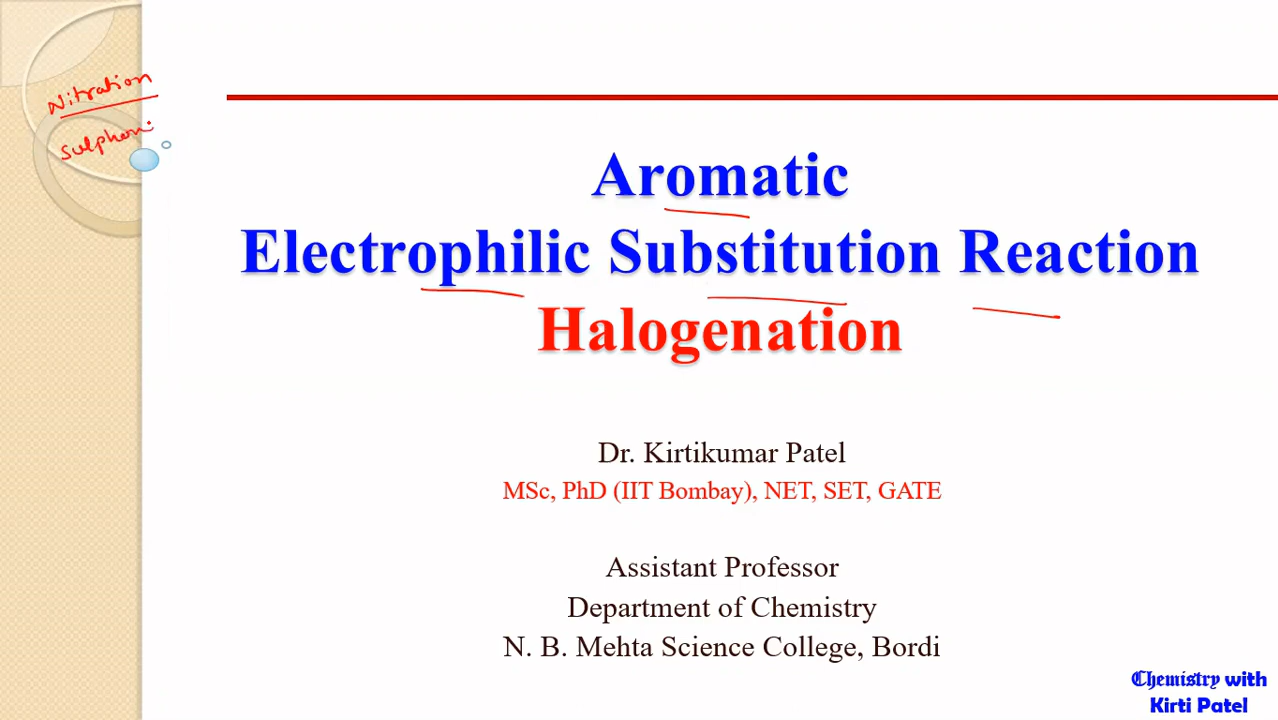 Nitration
Sulphoni
Aromatic
Electrophilic Substitution Reaction
Halogenation
Dr. Kirtikumar Patel
MSc, PhD (IIT Bombay), NET, SET, GATE
Assistant Professor
Department of Chemistry
N. B. Mehta Science College, Bordi
Chemistry with
Kirti Patel